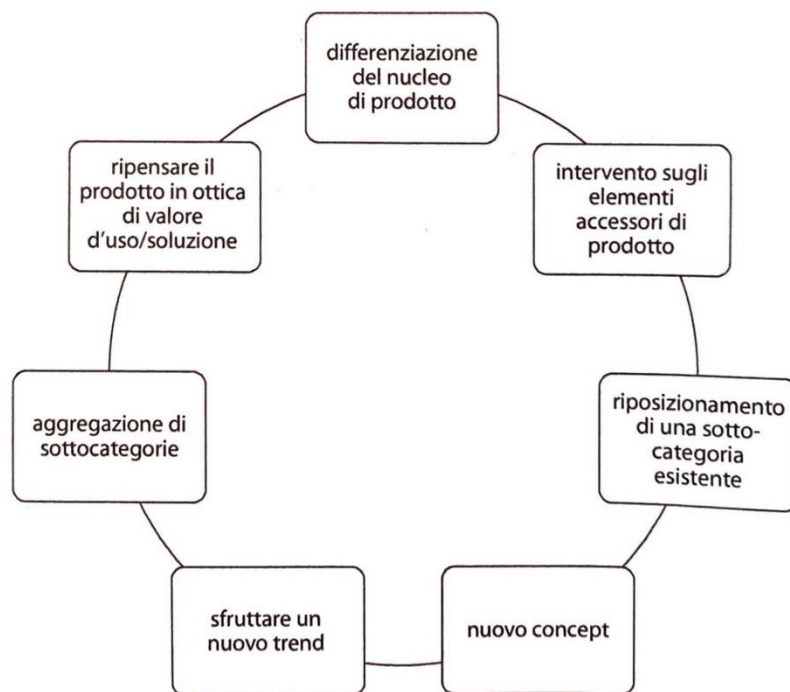 differenziazione
del nucleo
di prodotto
intervento sugli
elementi
accessori di
prodotto
riposizionamento
di una sotto-
categoria
esistente
nuovo concept
sfruttare un
nuovo trend
aggregazione di
sottocategorie
ripensare il
prodotto in ottica
di valore
d'uso/soluzione